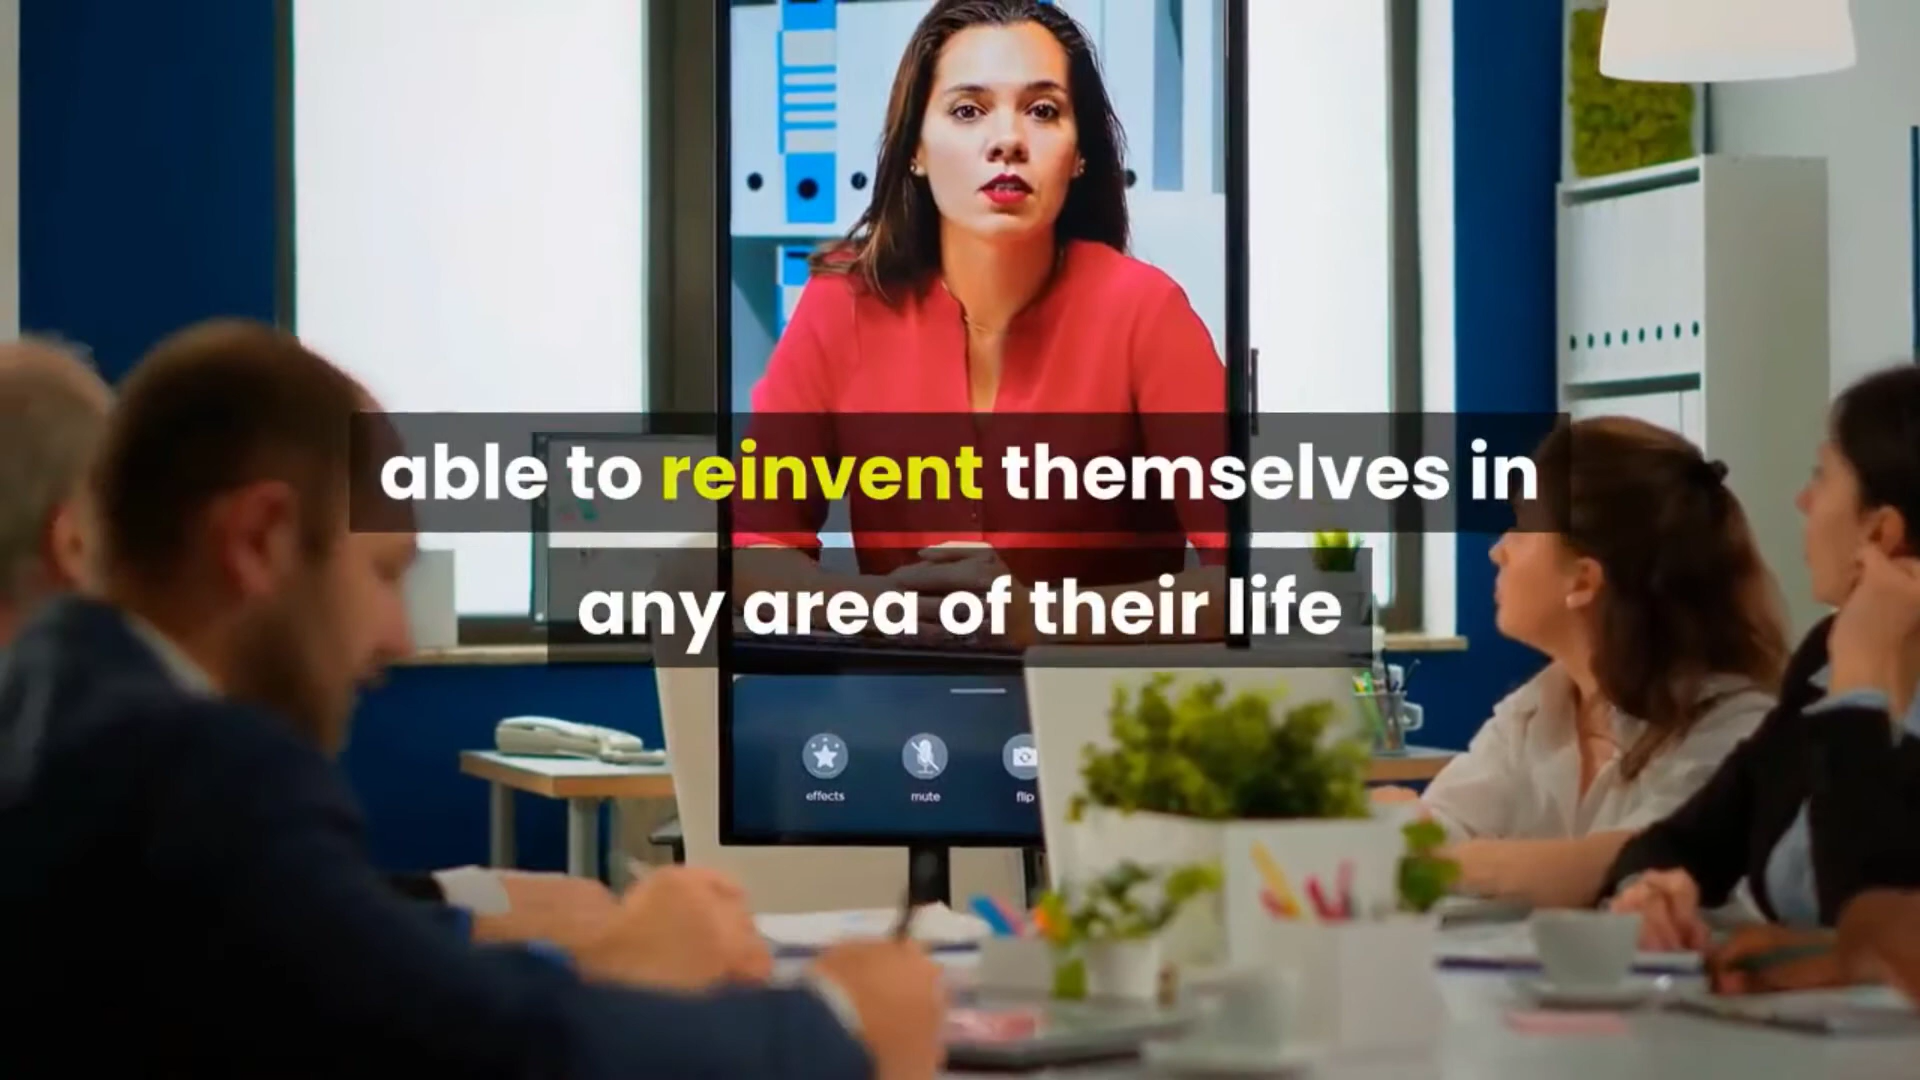 able to reinvent themselves in
any area of their life
effects
mute
flip